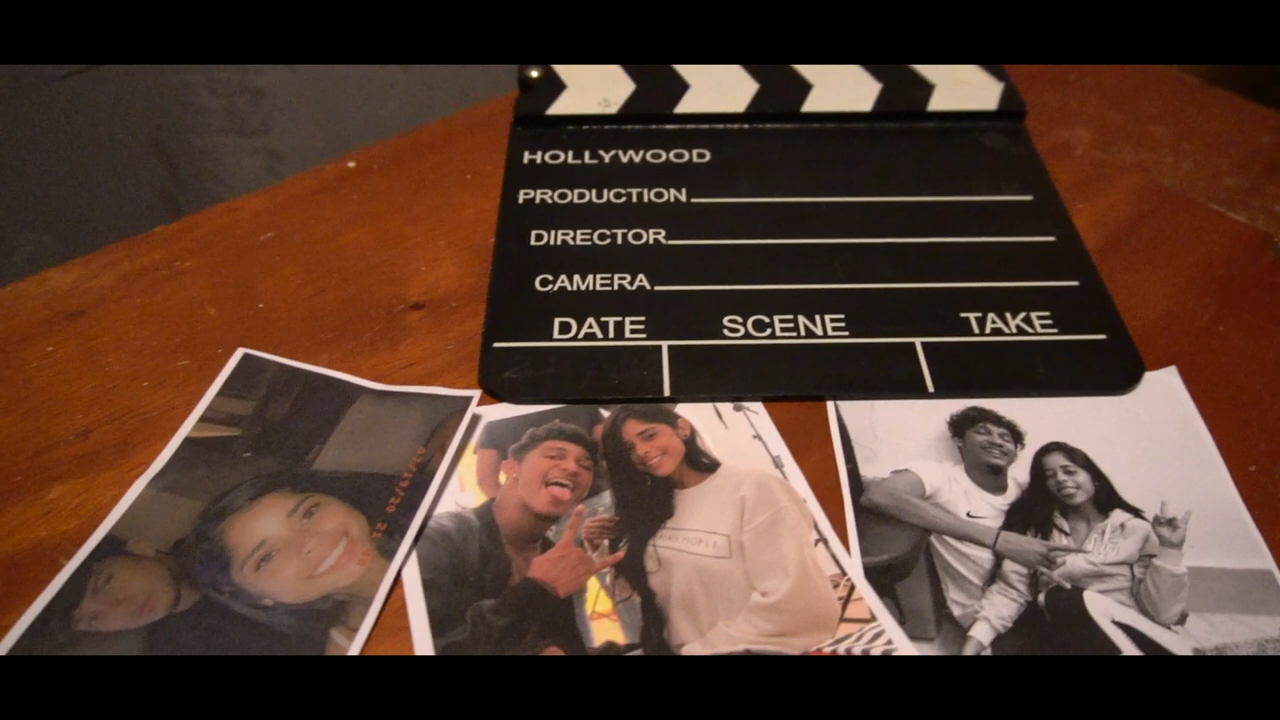 HOLLYWOOD
PRODUCTION
DIRECTOR
CAMERA
DATE SCENE TAKE